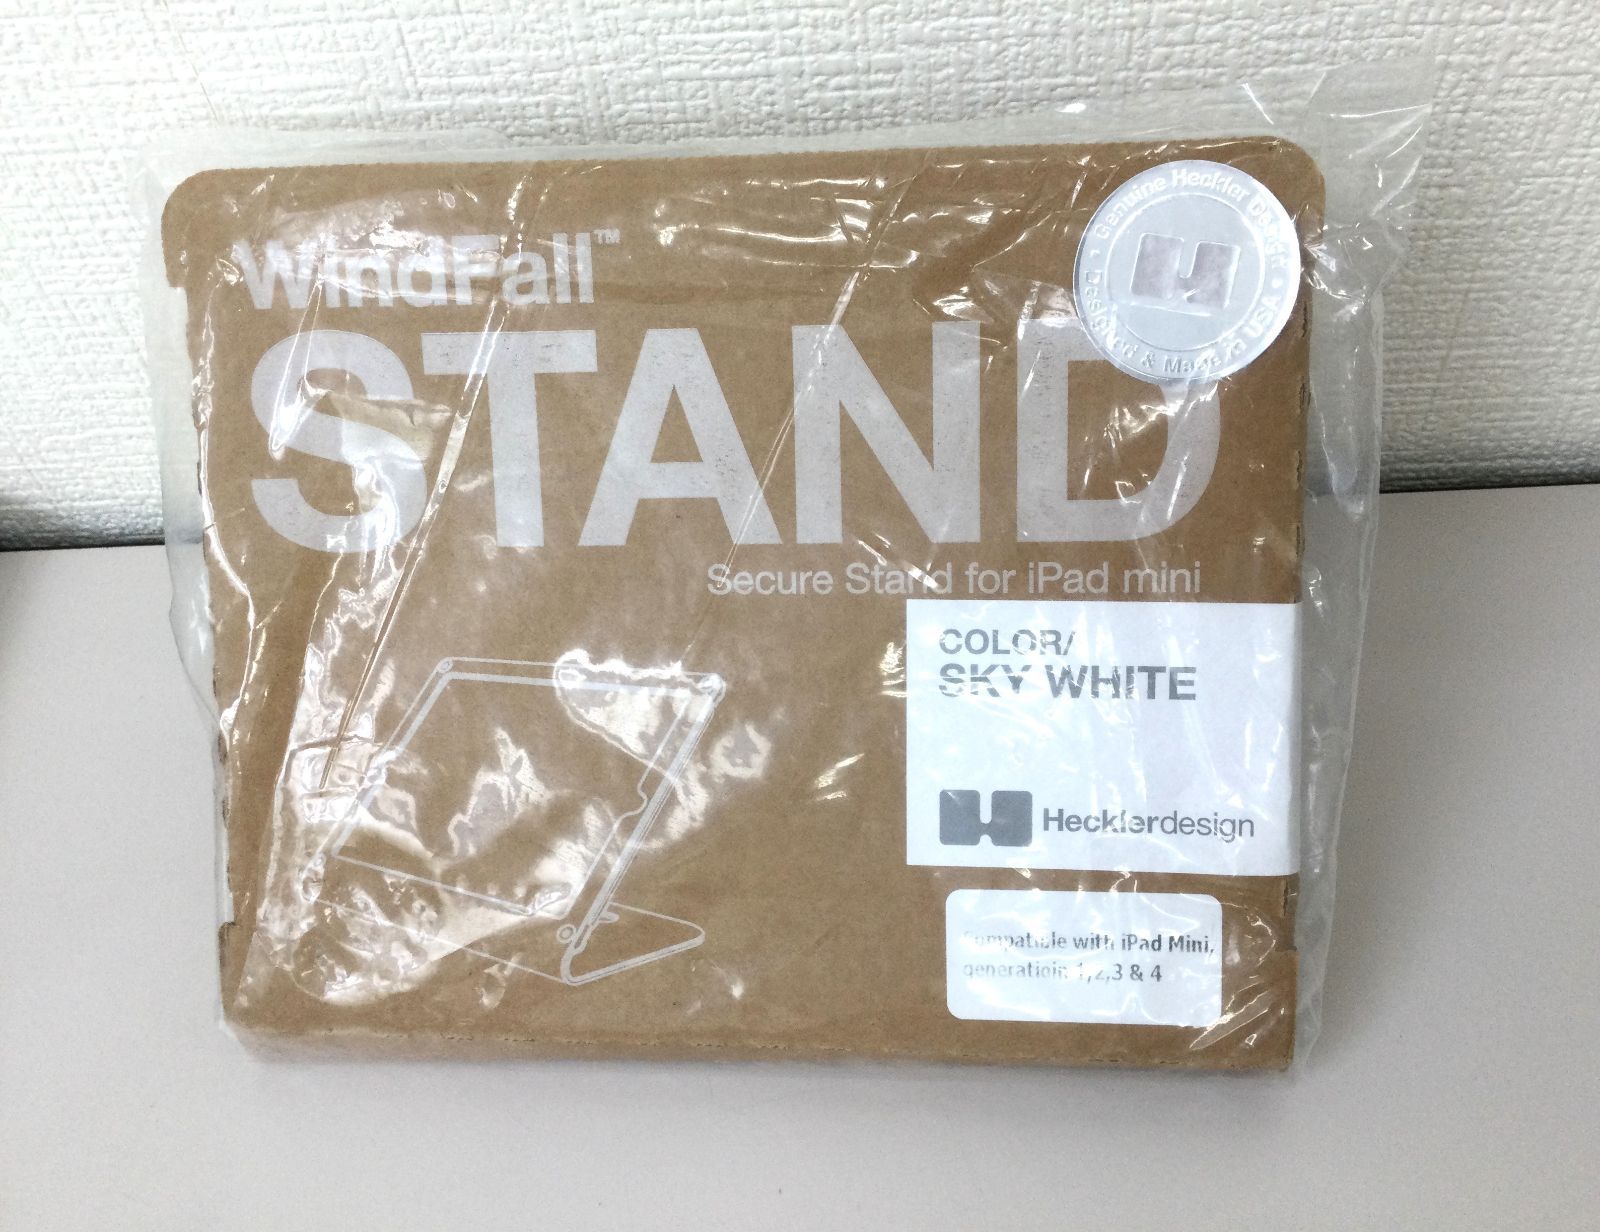 WindFall™
STAND
Genuine Heckler Design • Designed & Made in USA •
Secure Stand for iPad mini
COLOR/
SKY WHITE
Hecklerdesign
Compatible with iPad Mini,
generatioin 1,2,3 & 4